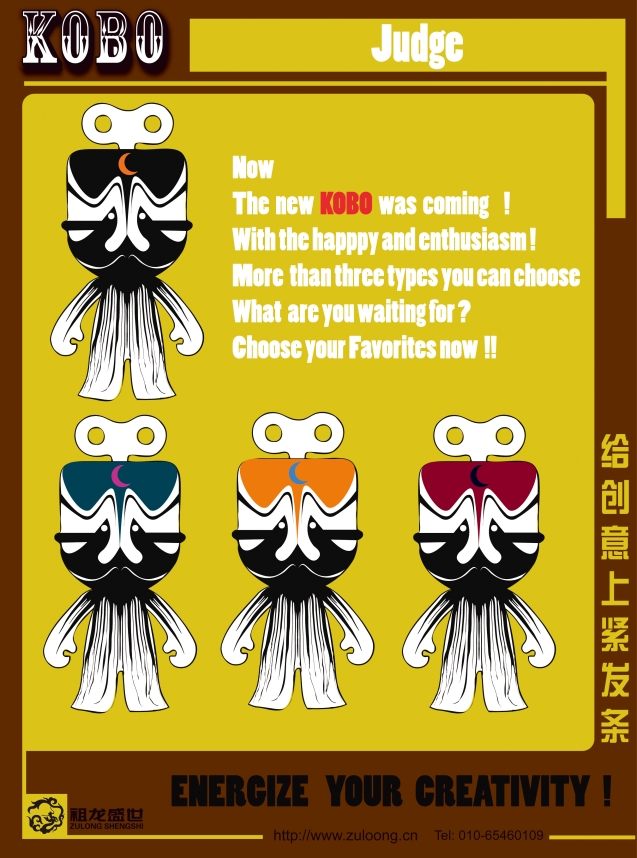 KOBO
Judge
Now
The new KOBO was coming !
With the happpy and enthusiasm !
More than three types you can choose
What are you waiting for ?
Choose your Favorites now !!
给创意上紧发条
ENERGIZE YOUR CREATIVITY !
祖龙盛世
ZULONG SHENGSHI
http://www.zuloong.cn Tel: 010-65460109